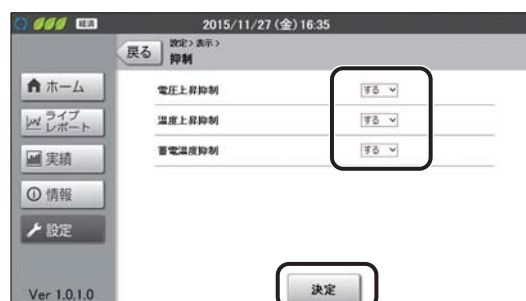 経済
2015/11/27 (金) 16:35
戻る
設定>表示>
抑制
ホーム
ライブ
レポート
実績
情報
設定
Ver 1.0.1.0
電圧上昇抑制
する
温度上昇抑制
する
蓄電温度抑制
する
決定